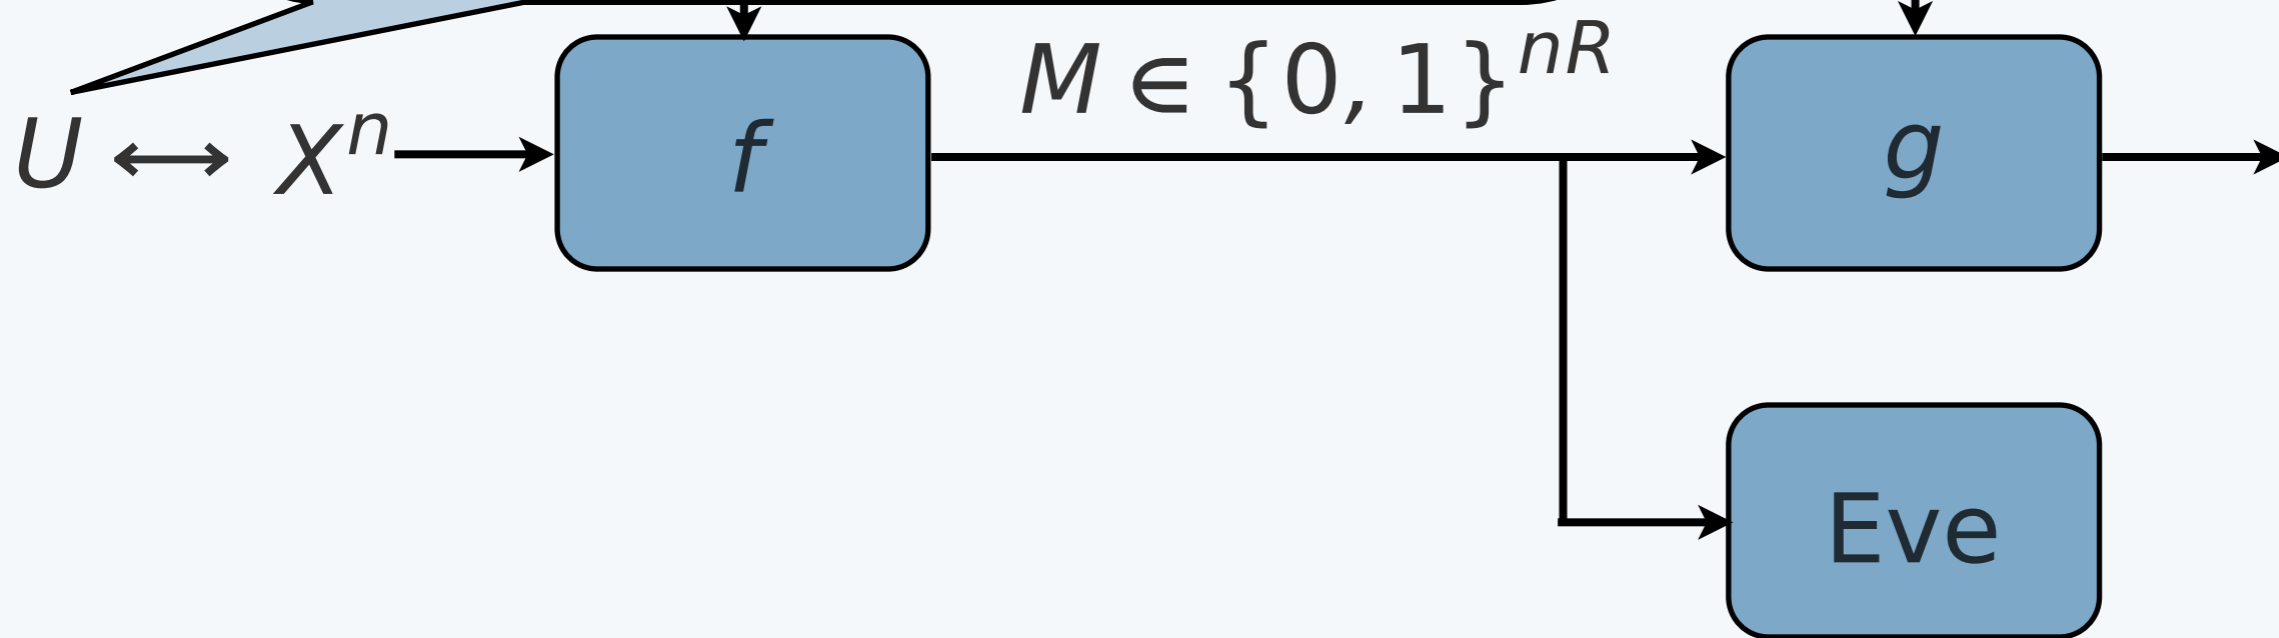 M ∈ {0, 1}^{nR}
U ↔ X^n f g
Eve